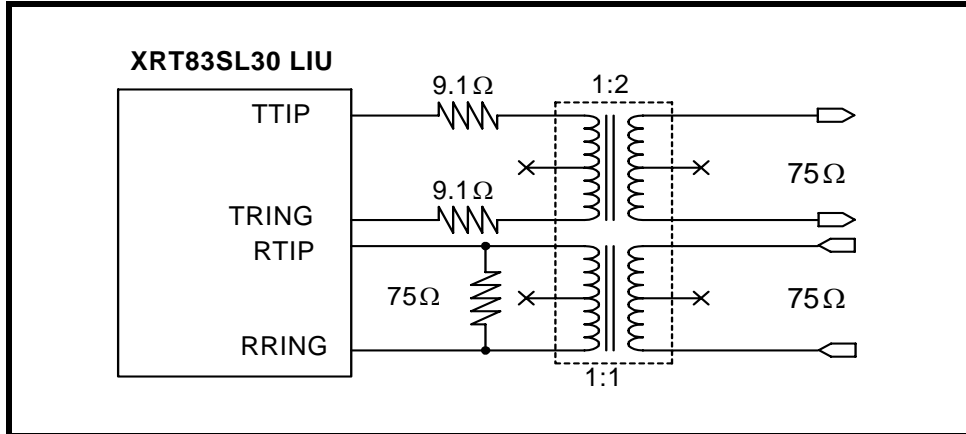 XRT83SL30 LIU
9.1Ω
1:2
TTIP
75Ω
9.1Ω
TRING
RTIP
75Ω
75Ω
RRING
1:1